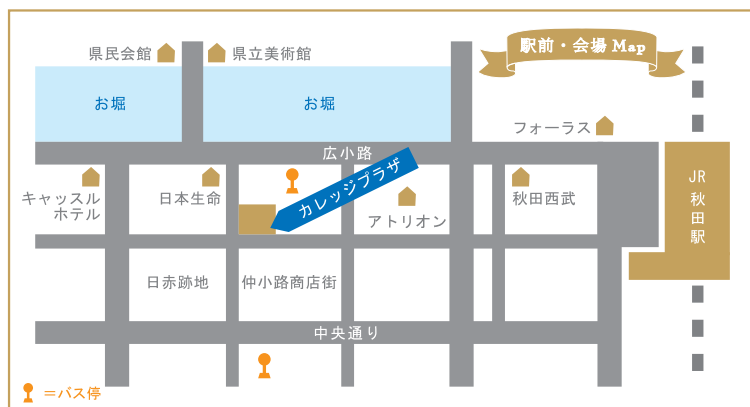 駅前・会場 Map
県民会館
県立美術館
お堀
お堀
フォーラス
広小路
カレッジプラザ
JR
秋田駅
キャッスル
ホテル
日本生命
アトリオン
秋田西武
日赤跡地
仲小路商店街
中央通り
＝バス停